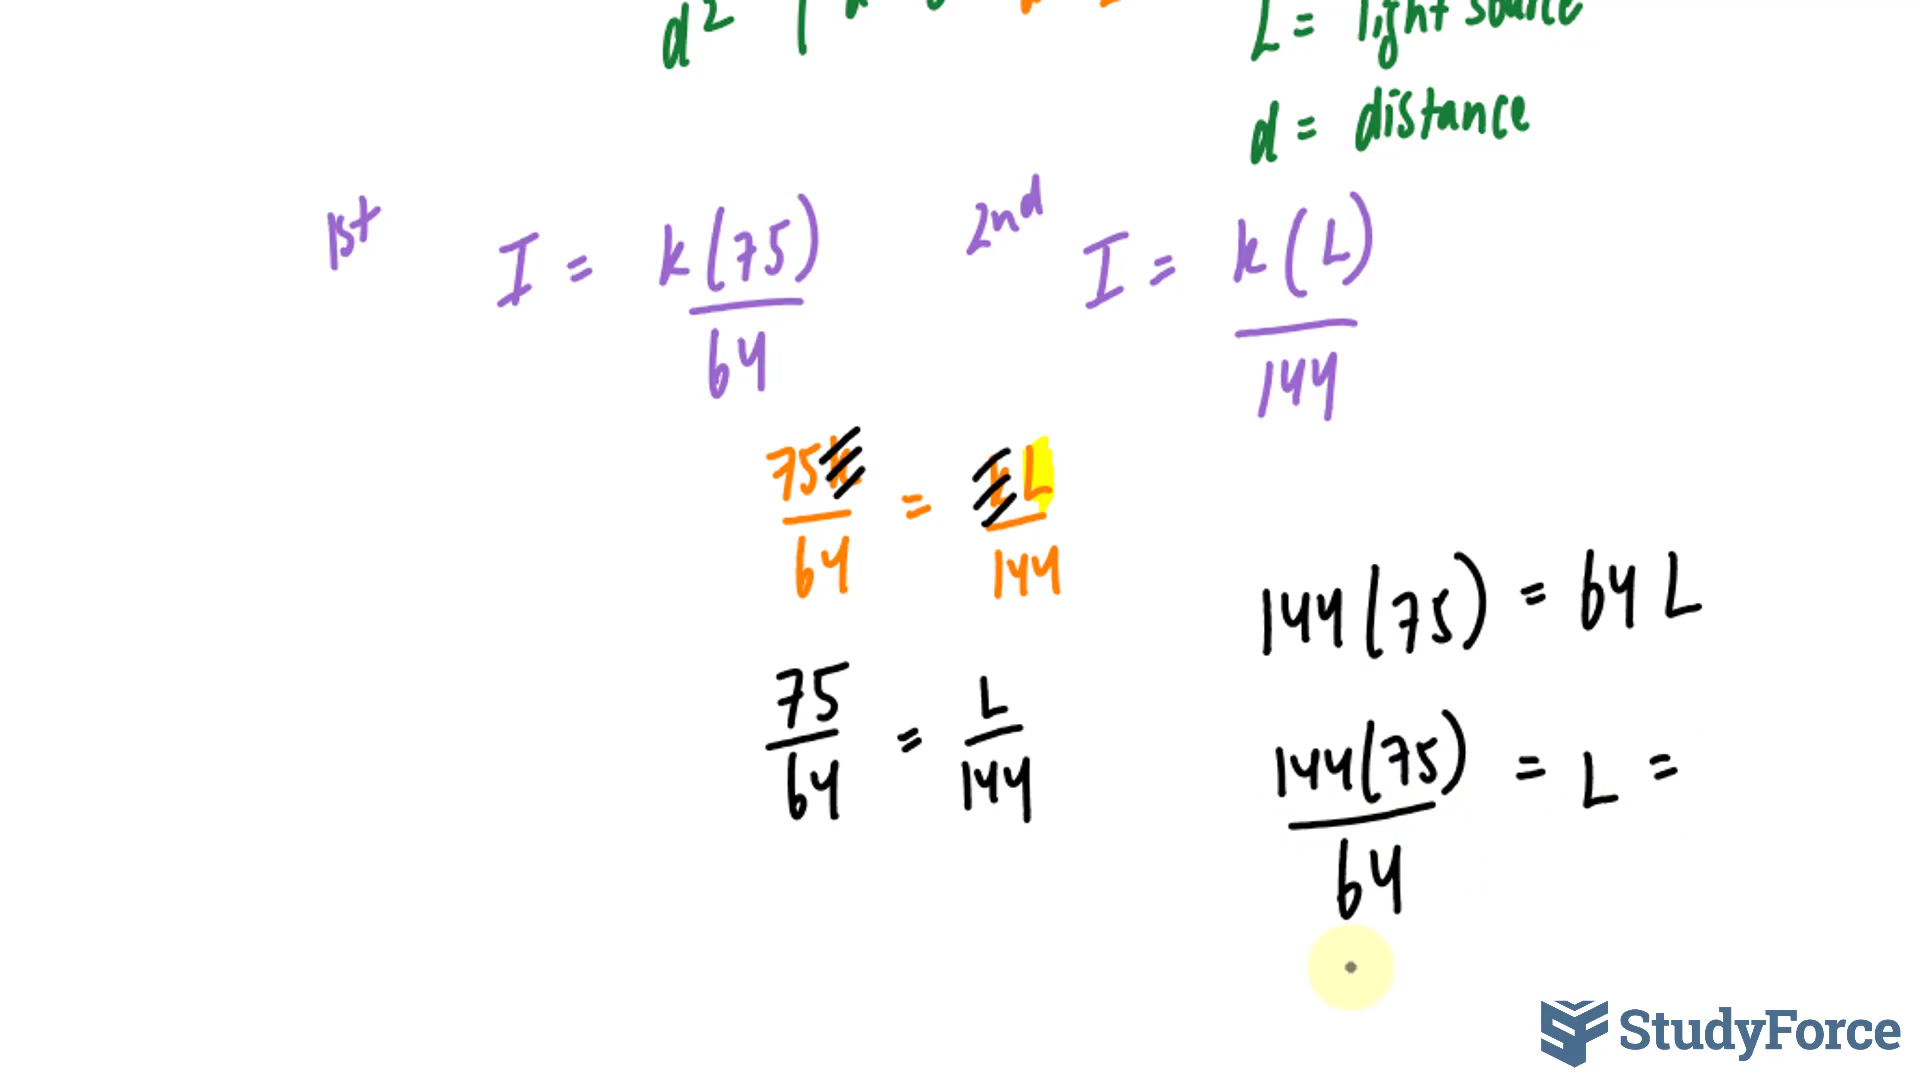 d²
L = light source
d = distance
1st I = k(75)/64 2nd I = k(L)/144
75k/64 = kL/144
144(75) = 64L
75/64 = L/144
144(75)/64 = L =
StudyForce